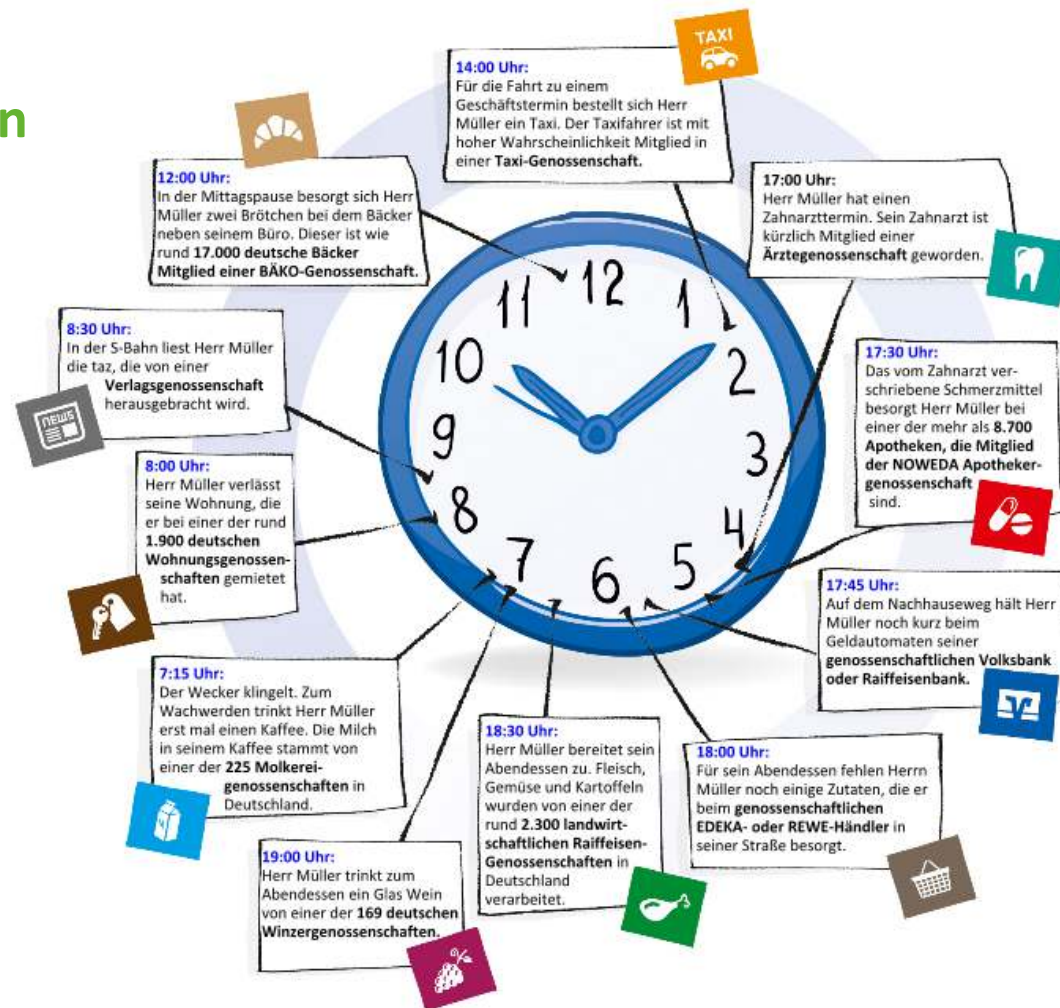 n
TAXI
14:00 Uhr:
Für die Fahrt zu einem
Geschäftstermin bestellt sich Herr
Müller ein Taxi. Der Taxifahrer ist mit
hoher Wahrscheinlichkeit Mitglied in
einer Taxi-Genossenschaft.
12:00 Uhr:
In der Mittagspause besorgt sich Herr
Müller zwei Brötchen bei dem Bäcker
neben seinem Büro. Dieser ist wie
rund 17.000 deutsche Bäcker
Mitglied einer BÄKO-Genossenschaft.
17:00 Uhr:
Herr Müller hat einen
Zahnarzttermin. Sein Zahnarzt ist
kürzlich Mitglied einer
Ärztegenossenschaft geworden.
8:30 Uhr:
In der S-Bahn liest Herr Müller
die taz, die von einer
Verlagsgenossenschaft
herausgebracht wird.
NEWS
17:30 Uhr:
Das vom Zahnarzt ver-
schriebene Schmerzmittel
besorgt Herr Müller bei
einer der mehr als 8.700
Apotheken, die Mitglied
der NOWEDA Apotheker-
genossenschaft
sind.
8:00 Uhr:
Herr Müller verlässt
seine Wohnung, die
er bei einer der rund
1.900 deutschen
Wohnungsgenossen-
schaften gemietet
hat.
17:45 Uhr:
Auf dem Nachhauseweg hält Herr
Müller noch kurz beim
Geldautomaten seiner
genossenschaftlichen Volksbank
oder Raiffeisenbank.
7:15 Uhr:
Der Wecker klingelt. Zum
Wachwerden trinkt Herr Müller
erst mal einen Kaffee. Die Milch
in seinem Kaffee stammt von
einer der 225 Molkerei-
genossenschaften in
Deutschland.
18:30 Uhr:
Herr Müller bereitet sein
Abendessen zu. Fleisch,
Gemüse und Kartoffeln
wurden von einer der
rund 2.300 landwirt-
schaftlichen Raiffeisen-
Genossenschaften in
Deutschland
verarbeitet.
18:00 Uhr:
Für sein Abendessen fehlen Herrn
Müller noch einige Zutaten, die er
beim genossenschaftlichen
EDEKA- oder REWE-Händler in
seiner Straße besorgt.
19:00 Uhr:
Herr Müller trinkt zum
Abendessen ein Glas Wein
von einer der 169 deutschen
Winzergenossenschaften.
12
1
2
3
4
5
6
7
8
9
10
11